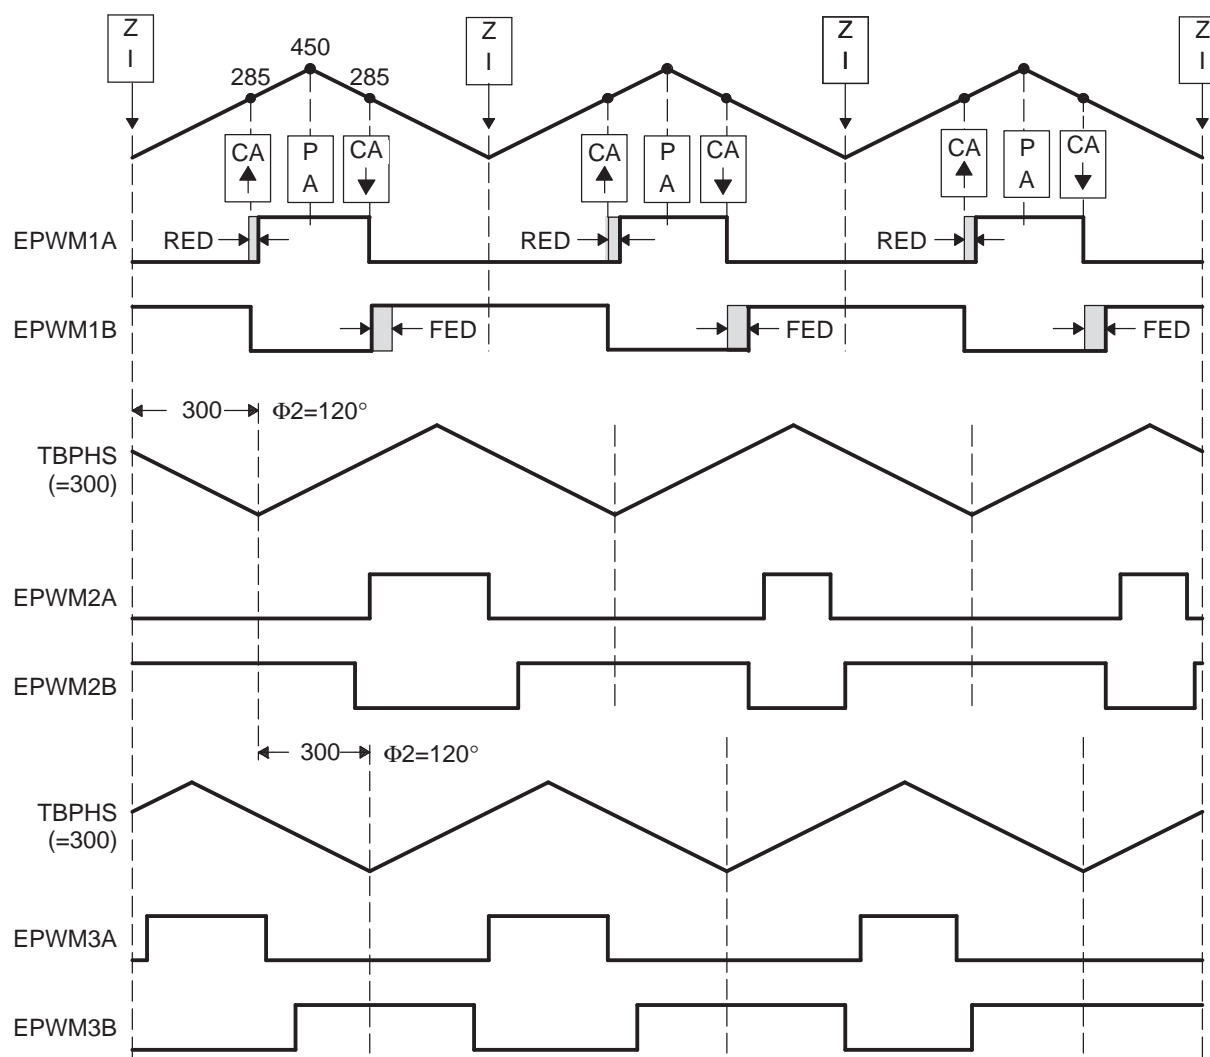 Z
I
450
285
285
CA
P
A
CA
Z
I
CA
P
A
CA
Z
I
CA
P
A
CA
Z
I
EPWM1A
RED
RED
RED
EPWM1B
FED
FED
FED
300
Φ2=120°
TBPHS
(=300)
EPWM2A
EPWM2B
300
Φ2=120°
TBPHS
(=300)
EPWM3A
EPWM3B